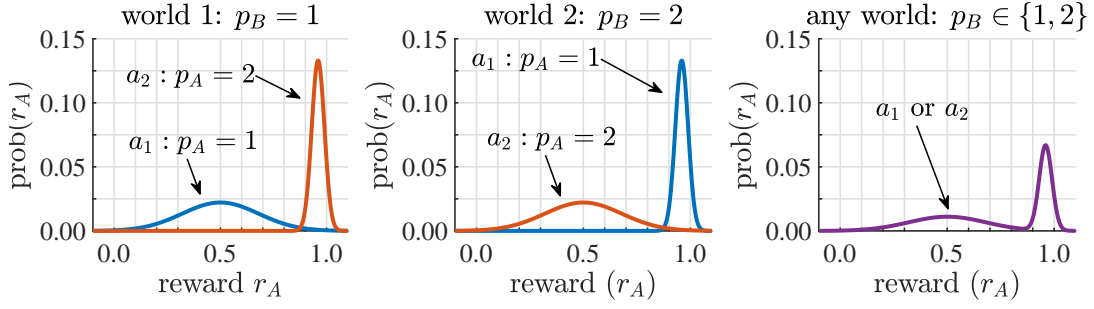 world 1: p_B = 1
prob(r_A)
0.15
0.10
0.05
0.00
a_2 : p_A = 2
a_1 : p_A = 1
0.0 0.5 1.0
reward r_A
world 2: p_B = 2
prob(r_A)
0.15
0.10
0.05
0.00
a_1 : p_A = 1
a_2 : p_A = 2
0.0 0.5 1.0
reward (r_A)
any world: p_B ∈ {1, 2}
prob(r_A)
0.15
0.10
0.05
0.00
a_1 or a_2
0.0 0.5 1.0
reward (r_A)